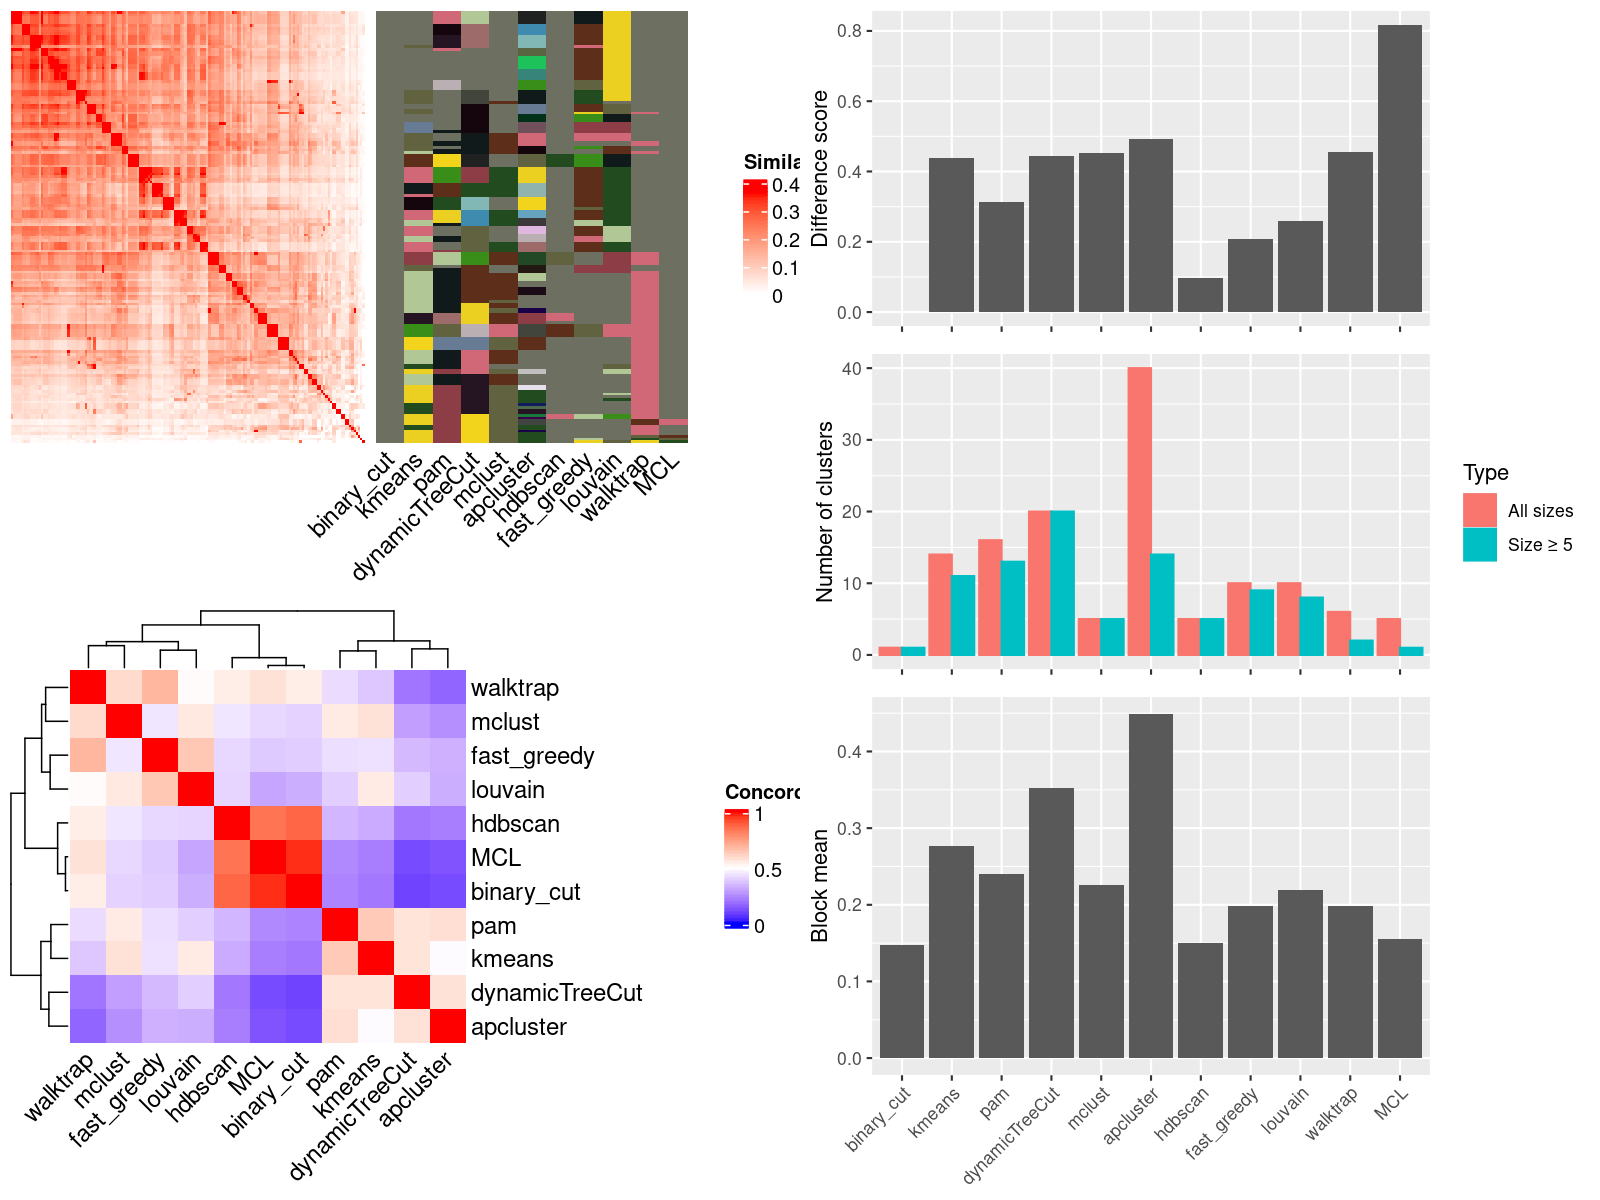 Simila
0.4
0.3
0.2
0.1
0
binary_cut
kmeans
pam
dynamicTreeCut
mclust
apcluster
hdbscan
fast_greedy
louvain
walktrap
MCL
walktrap
mclust
fast_greedy
louvain
hdbscan
MCL
binary_cut
pam
kmeans
dynamicTreeCut
apcluster
walktrap
mclust
fast_greedy
louvain
hdbscan
MCL
binary_cut
pam
kmeans
dynamicTreeCut
apcluster
Concord
1
0.5
0
Difference score
0.8
0.6
0.4
0.2
0.0
Number of clusters
40
30
20
10
0
Type
All sizes
Size ≥ 5
Block mean
0.4
0.3
0.2
0.1
0.0
binary_cut
kmeans
pam
dynamicTreeCut
mclust
apcluster
hdbscan
fast_greedy
louvain
walktrap
MCL